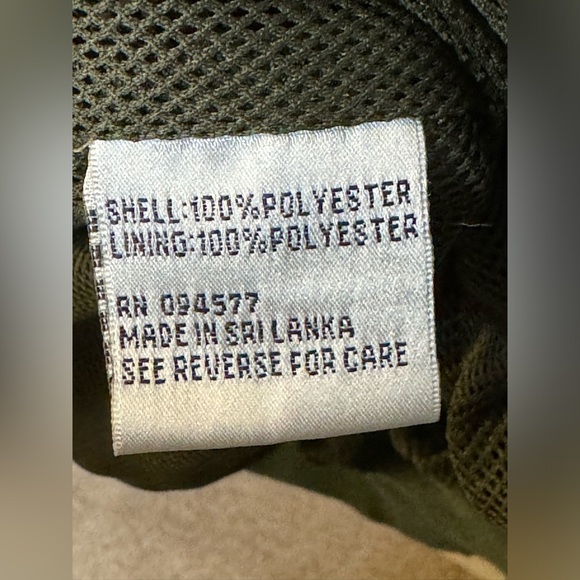 SHELL:100%POLYESTER
LINING:100%POLYESTER
RN 094577
MADE IN SRI LANKA
SEE REVERSE FOR CARE